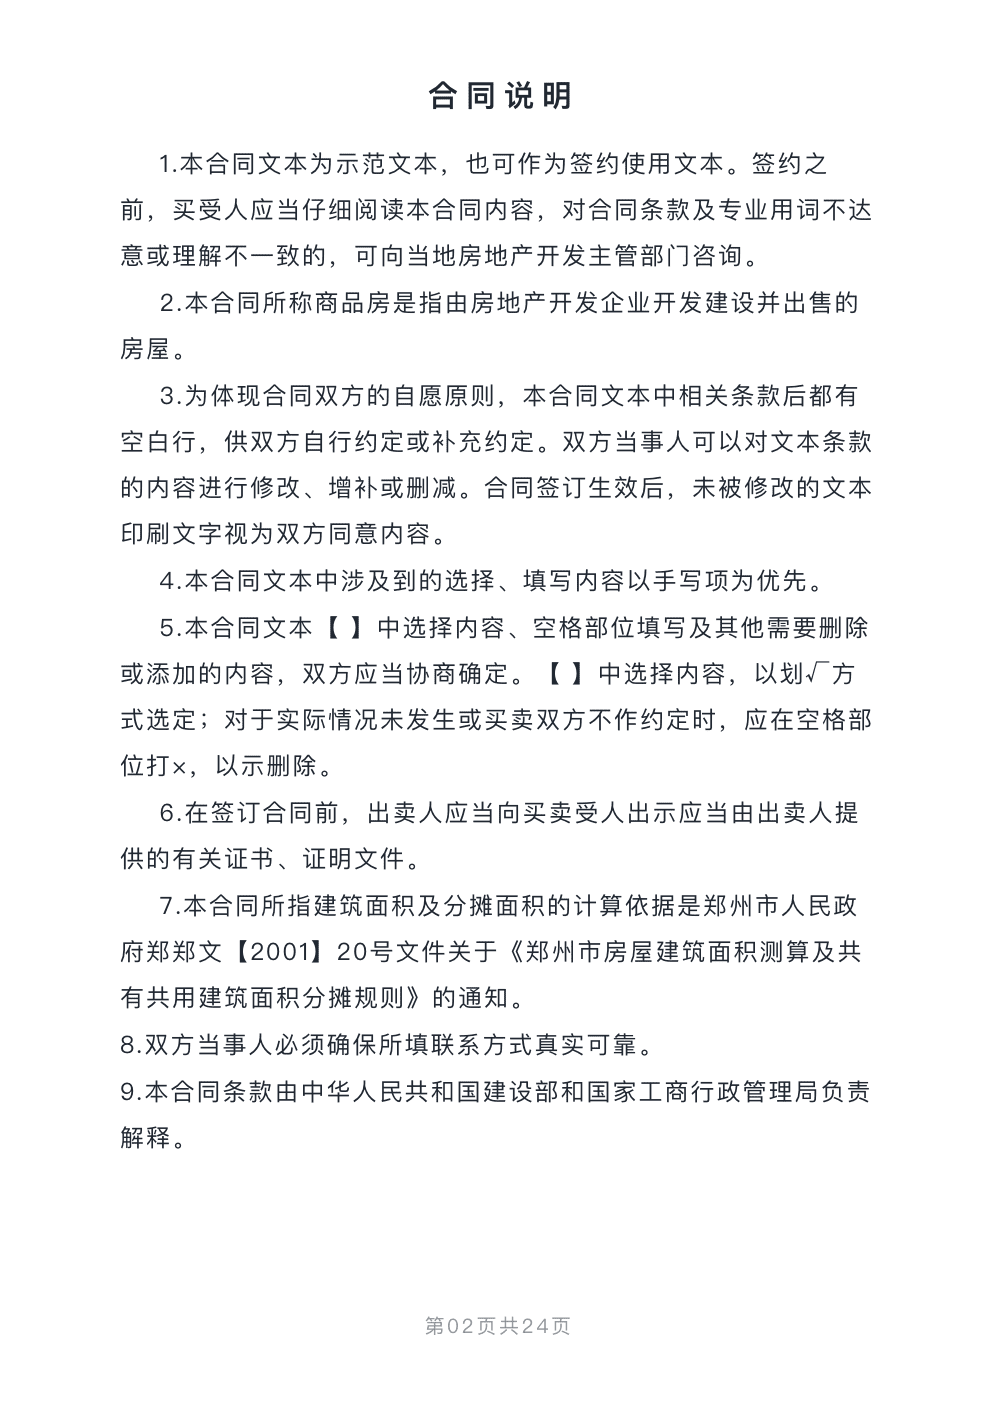 合同说明
1.本合同文本为示范文本，也可作为签约使用文本。签约之
前，买受人应当仔细阅读本合同内容，对合同条款及专业用词不达
意或理解不一致的，可向当地房地产开发主管部门咨询。
2.本合同所称商品房是指由房地产开发企业开发建设并出售的
房屋。
3.为体现合同双方的自愿原则，本合同文本中相关条款后都有
空白行，供双方自行约定或补充约定。双方当事人可以对文本条款
的内容进行修改、增补或删减。合同签订生效后，未被修改的文本
印刷文字视为双方同意内容。
4.本合同文本中涉及到的选择、填写内容以手写项为优先。
5.本合同文本【 】中选择内容、空格部位填写及其他需要删除
或添加的内容，双方应当协商确定。【 】中选择内容，以划√方
式选定；对于实际情况未发生或买卖双方不作约定时，应在空格部
位打×，以示删除。
6.在签订合同前，出卖人应当向买卖受人出示应当由出卖人提
供的有关证书、证明文件。
7.本合同所指建筑面积及分摊面积的计算依据是郑州市人民政
府郑郑文【2001】20号文件关于《郑州市房屋建筑面积测算及共
有共用建筑面积分摊规则》的通知。
8.双方当事人必须确保所填联系方式真实可靠。
9.本合同条款由中华人民共和国建设部和国家工商行政管理局负责
解释。
第02页共24页